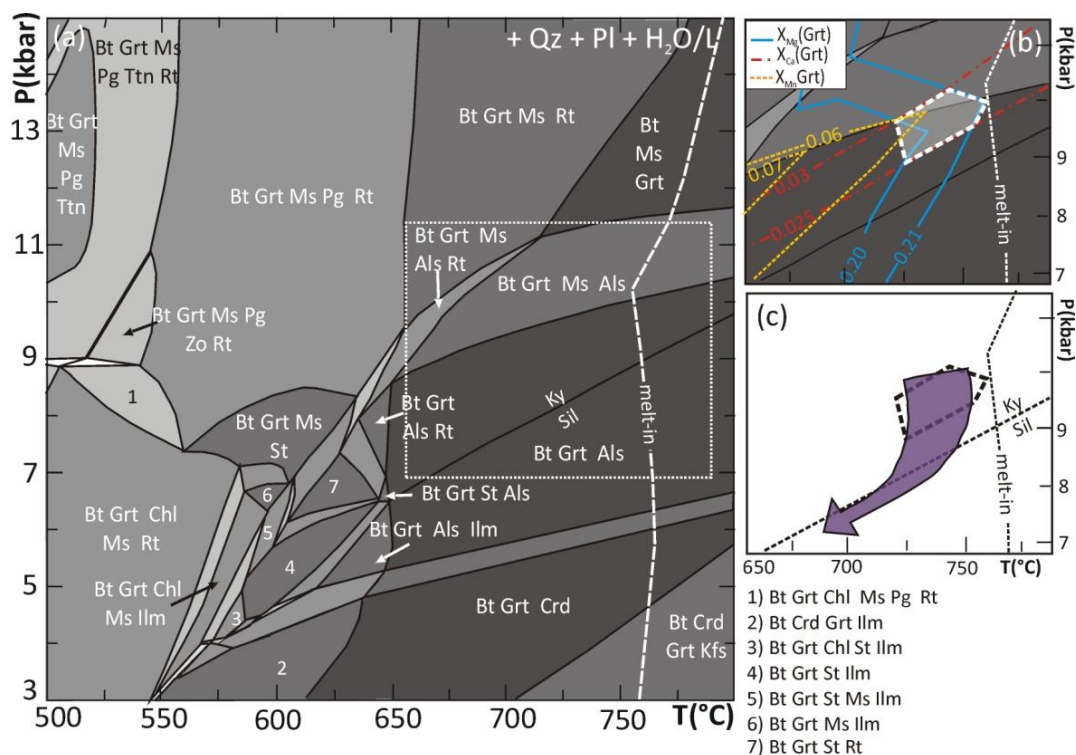 (a)
+ Qz + Pl + H₂O/L
P(kbar)
13
11
9
7
5
3
500
550
600
650
700
750
T(°C)
Bt Grt Ms
Pg Ttn Rt
Bt Grt
Ms
Pg
Ttn
Bt Grt Ms Rt
Bt
Ms
Grt
Bt Grt Ms Pg Rt
Bt Grt Ms
Als Rt
Bt Grt Ms Als
Bt Grt Ms Pg
Zo Rt
1
Bt Grt Ms
St
Bt Grt
Als Rt
Ky
Sil
melt-in
Bt Grt Als
6
7
Bt Grt St Als
5
Bt Grt Chl
Ms Rt
Bt Grt Als Ilm
4
Bt Grt Chl
Ms Ilm
3
Bt Grt Crd
2
Bt Crd
Grt Kfs
(b)
X_Mg(Grt)
X_Ca(Grt)
X_MnGrt)
P(kbar)
9
8
7
0.06
0.07
0.03
0.025
0.20
0.21
melt-in
(c)
P(kbar)
9
8
7
Ky
Sil
melt-in
650
700
750
T(°C)
1) Bt Grt Chl Ms Pg Rt
2) Bt Crd Grt Ilm
3) Bt Grt Chl St Ilm
4) Bt Grt St Ilm
5) Bt Grt St Ms Ilm
6) Bt Grt Ms Ilm
7) Bt Grt St Rt